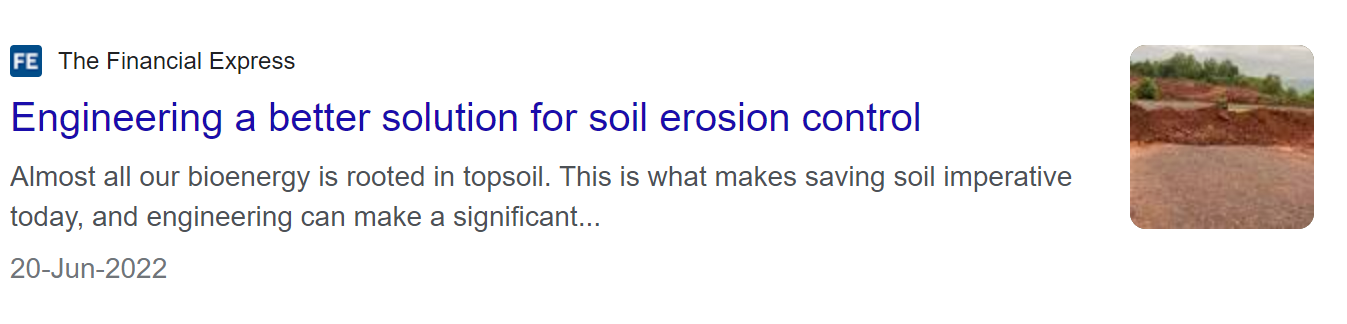 FE The Financial Express
Engineering a better solution for soil erosion control
Almost all our bioenergy is rooted in topsoil. This is what makes saving soil imperative
today, and engineering can make a significant...
20-Jun-2022